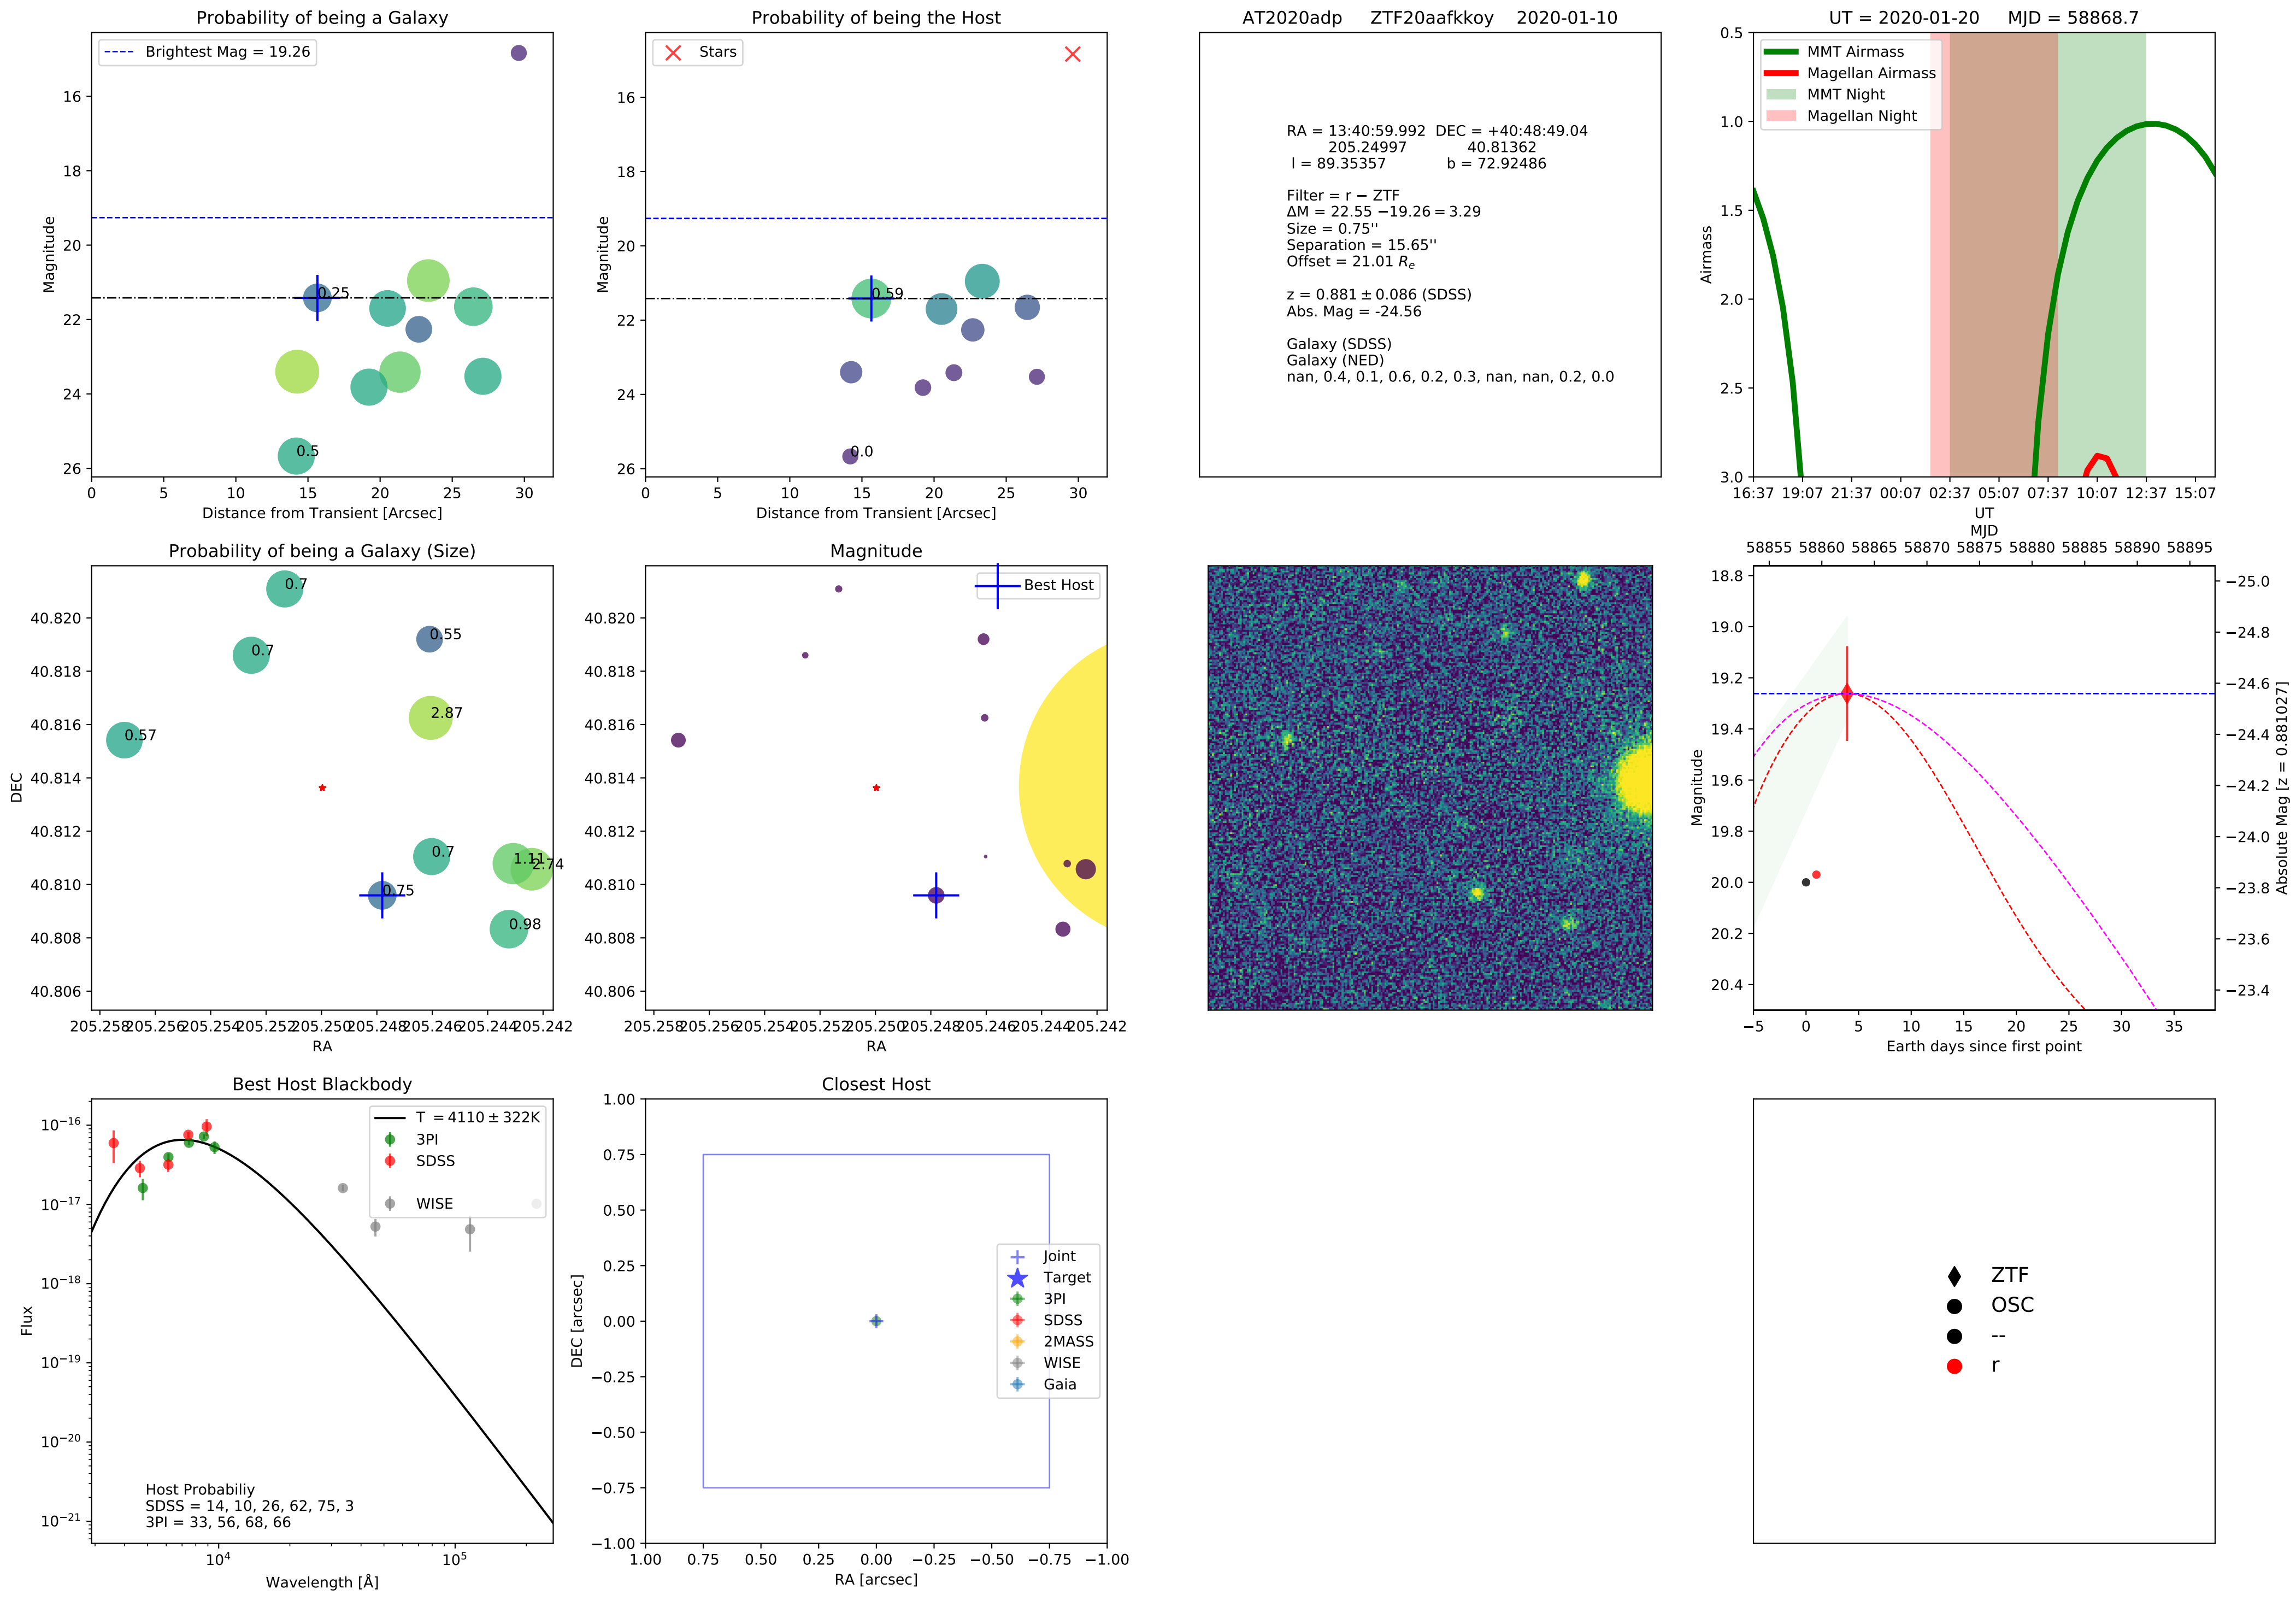 Probability of being a Galaxy
Brightest Mag = 19.26
0.25
0.5
16
18
20
22
24
26
Magnitude
0 5 10 15 20 25 30
Distance from Transient [Arcsec]
Probability of being the Host
Stars
0.59
0.0
16
18
20
22
24
26
Magnitude
0 5 10 15 20 25 30
Distance from Transient [Arcsec]
AT2020adp ZTF20aafkkoy 2020-01-10
RA = 13:40:59.992 DEC = +40:48:49.04
205.24997 40.81362
l = 89.35357 b = 72.92486
Filter = r − ZTF
ΔM = 22.55 −19.26 = 3.29
Size = 0.75''
Separation = 15.65''
Offset = 21.01 Re
z = 0.881 ± 0.086 (SDSS)
Abs. Mag = -24.56
Galaxy (SDSS)
Galaxy (NED)
nan, 0.4, 0.1, 0.6, 0.2, 0.3, nan, nan, 0.2, 0.0
UT = 2020-01-20 MJD = 58868.7
MMT Airmass
Magellan Airmass
MMT Night
Magellan Night
0.5
1.0
1.5
2.0
2.5
3.0
Airmass
16:37 19:07 21:37 00:07 02:37 05:07 07:37 10:07 12:37 15:07
UT
Probability of being a Galaxy (Size)
0.7
0.55
0.7
2.87
0.57
0.7
1.11
2.74
0.75
0.98
40.820
40.818
40.816
40.814
40.812
40.810
40.808
40.806
DEC
205.258 205.256 205.254 205.252 205.250 205.248 205.246 205.244 205.242
RA
Magnitude
Best Host
40.820
40.818
40.816
40.814
40.812
40.810
40.808
40.806
205.258 205.256 205.254 205.252 205.250 205.248 205.246 205.244 205.242
RA
MJD
58855 58860 58865 58870 58875 58880 58885 58890 58895
18.8
19.0
19.2
19.4
19.6
19.8
20.0
20.2
20.4
Magnitude
−25.0
−24.8
−24.6
−24.4
−24.2
−24.0
−23.8
−23.6
−23.4
Absolute Mag [z = 0.881027]
−5 0 5 10 15 20 25 30 35
Earth days since first point
Best Host Blackbody
T = 4110 ± 322K
3PI
SDSS
WISE
10−16
10−17
10−18
10−19
10−20
10−21
Flux
Host Probabiliy
SDSS = 14, 10, 26, 62, 75, 3
3PI = 33, 56, 68, 66
104 105
Wavelength [Å]
Closest Host
Joint
Target
3PI
SDSS
2MASS
WISE
Gaia
1.00
0.75
0.50
0.25
0.00
−0.25
−0.50
−0.75
−1.00
DEC [arcsec]
1.00 0.75 0.50 0.25 0.00 −0.25 −0.50 −0.75 −1.00
RA [arcsec]
ZTF
OSC
--
r